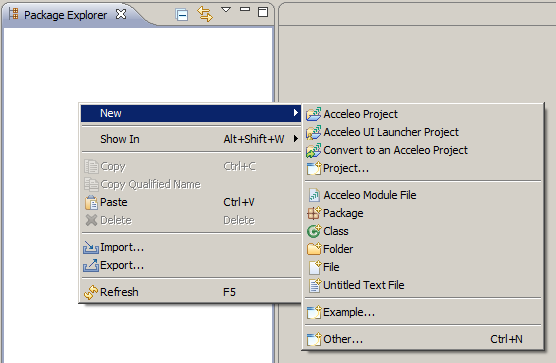 Package Explorer
New
Show In Alt+Shift+W
Copy Ctrl+C
Copy Qualified Name
Paste Ctrl+V
Delete Delete
Import...
Export...
Refresh F5
Acceleo Project
Acceleo UI Launcher Project
Convert to an Acceleo Project
Project...
Acceleo Module File
Package
Class
Folder
File
Untitled Text File
Example...
Other... Ctrl+N